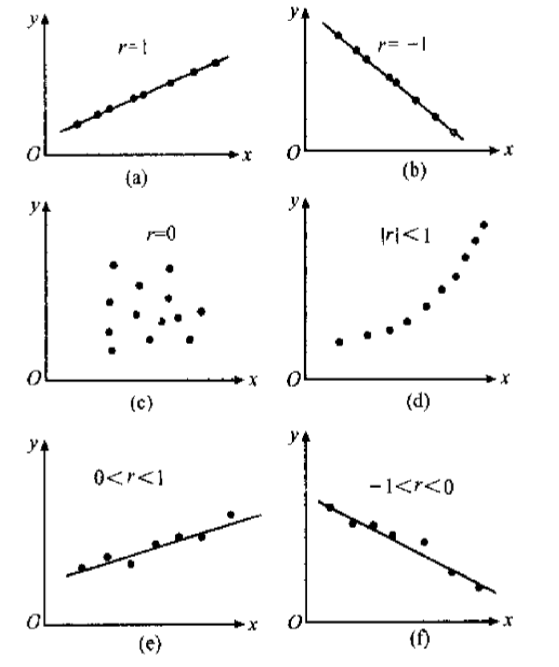 y
r=1
O
x
(a)
y
r= −1
O
x
(b)
y
r=0
O
x
(c)
y
|r|<1
O
x
(d)
y
0<r<1
O
x
(e)
y
−1<r<0
O
x
(f)